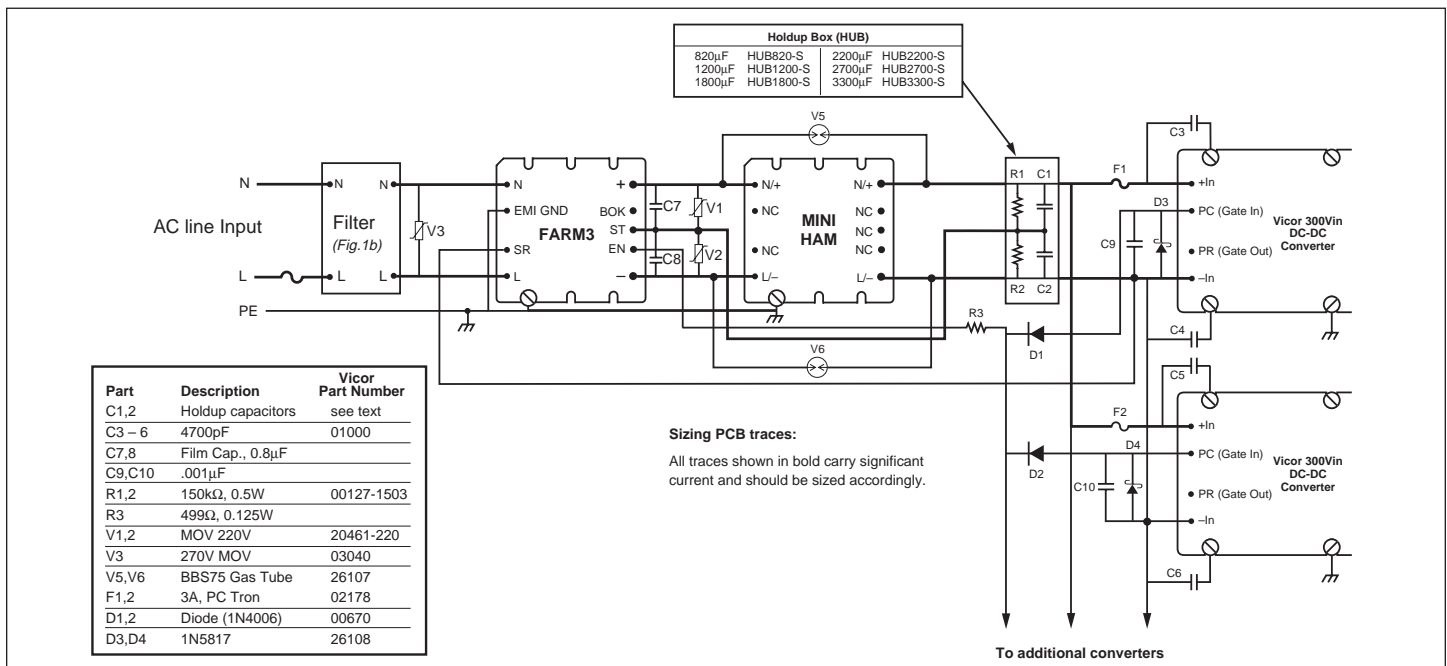 Holdup Box (HUB)
820µF HUB820-S 2200µF HUB2200-S
1200µF HUB1200-S 2700µF HUB2700-S
1800µF HUB1800-S 3300µF HUB3300-S
V5
C3
N
N N
V3
AC line Input
Filter
(Fig.1b)
L
L L
PE
N
EMI GND
SR
L
FARM3
+
BOK
ST
EN
–
C7
V1
C8
V2
N/+
NC
NC
L/–
MINI
HAM
N/+
NC
NC
NC
L/–
R1 C1
R2 C2
F1
D3
C9
+In
PC (Gate In)
PR (Gate Out)
–In
Vicor 300Vin
DC-DC
Converter
C4
R3
D1
V6
C5
F2
D4
D2
C10
+In
PC (Gate In)
PR (Gate Out)
–In
Vicor 300Vin
DC-DC
Converter
C6
To additional converters
Sizing PCB traces:
All traces shown in bold carry significant
current and should be sized accordingly.
Part Description Vicor Part Number
C1,2 Holdup capacitors see text
C3 – 6 4700pF 01000
C7,8 Film Cap., 0.8µF
C9,C10 .001µF
R1,2 150kΩ, 0.5W 00127-1503
R3 499Ω, 0.125W
V1,2 MOV 220V 20461-220
V3 270V MOV 03040
V5,V6 BBS75 Gas Tube 26107
F1,2 3A, PC Tron 02178
D1,2 Diode (1N4006) 00670
D3,D4 1N5817 26108